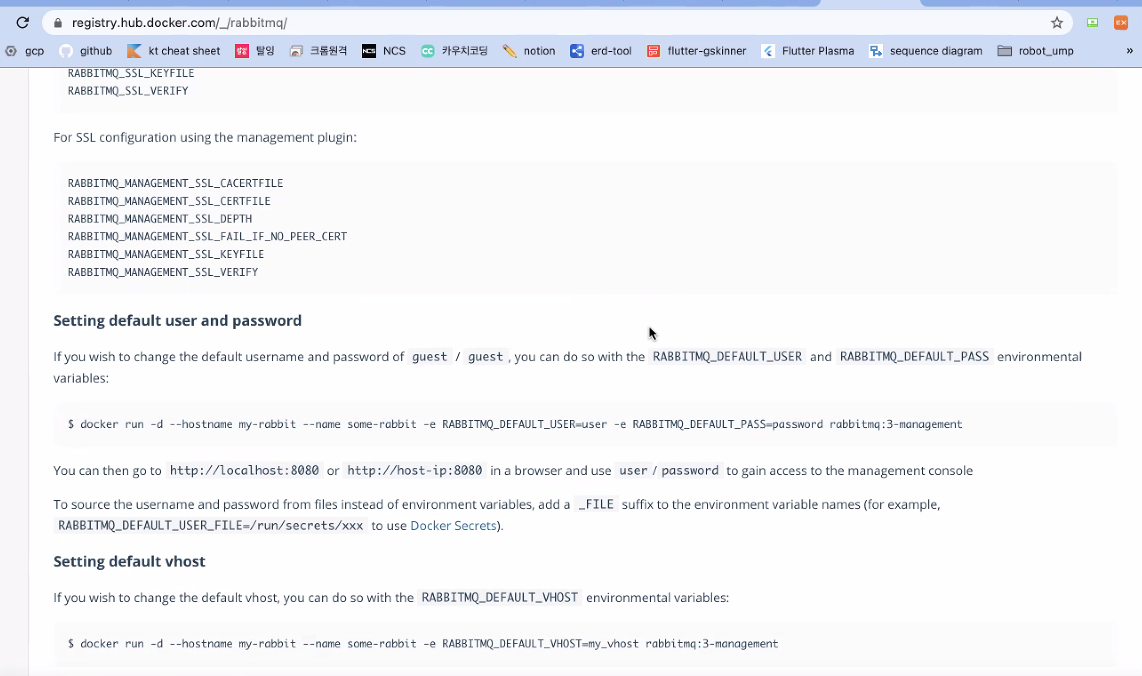 registry.hub.docker.com/_/rabbitmq/
gcp github kt cheat sheet 탈잉 크롬원격 NCS NCS CC 카우치코딩 notion erd-tool flutter-gskinner Flutter Plasma sequence diagram robot_ump »
RABBITMQ_SSL_KEYFILE
RABBITMQ_SSL_VERIFY
For SSL configuration using the management plugin:
RABBITMQ_MANAGEMENT_SSL_CACERTFILE
RABBITMQ_MANAGEMENT_SSL_CERTFILE
RABBITMQ_MANAGEMENT_SSL_DEPTH
RABBITMQ_MANAGEMENT_SSL_FAIL_IF_NO_PEER_CERT
RABBITMQ_MANAGEMENT_SSL_KEYFILE
RABBITMQ_MANAGEMENT_SSL_VERIFY
Setting default user and password
If you wish to change the default username and password of guest / guest , you can do so with the RABBITMQ_DEFAULT_USER and RABBITMQ_DEFAULT_PASS environmental
variables:
$ docker run -d --hostname my-rabbit --name some-rabbit -e RABBITMQ_DEFAULT_USER=user -e RABBITMQ_DEFAULT_PASS=password rabbitmq:3-management
You can then go to http://localhost:8080 or http://host-ip:8080 in a browser and use user / password to gain access to the management console
To source the username and password from files instead of environment variables, add a _FILE suffix to the environment variable names (for example,
RABBITMQ_DEFAULT_USER_FILE=/run/secrets/xxx to use Docker Secrets).
Setting default vhost
If you wish to change the default vhost, you can do so with the RABBITMQ_DEFAULT_VHOST environmental variables:
$ docker run -d --hostname my-rabbit --name some-rabbit -e RABBITMQ_DEFAULT_VHOST=my_vhost rabbitmq:3-management